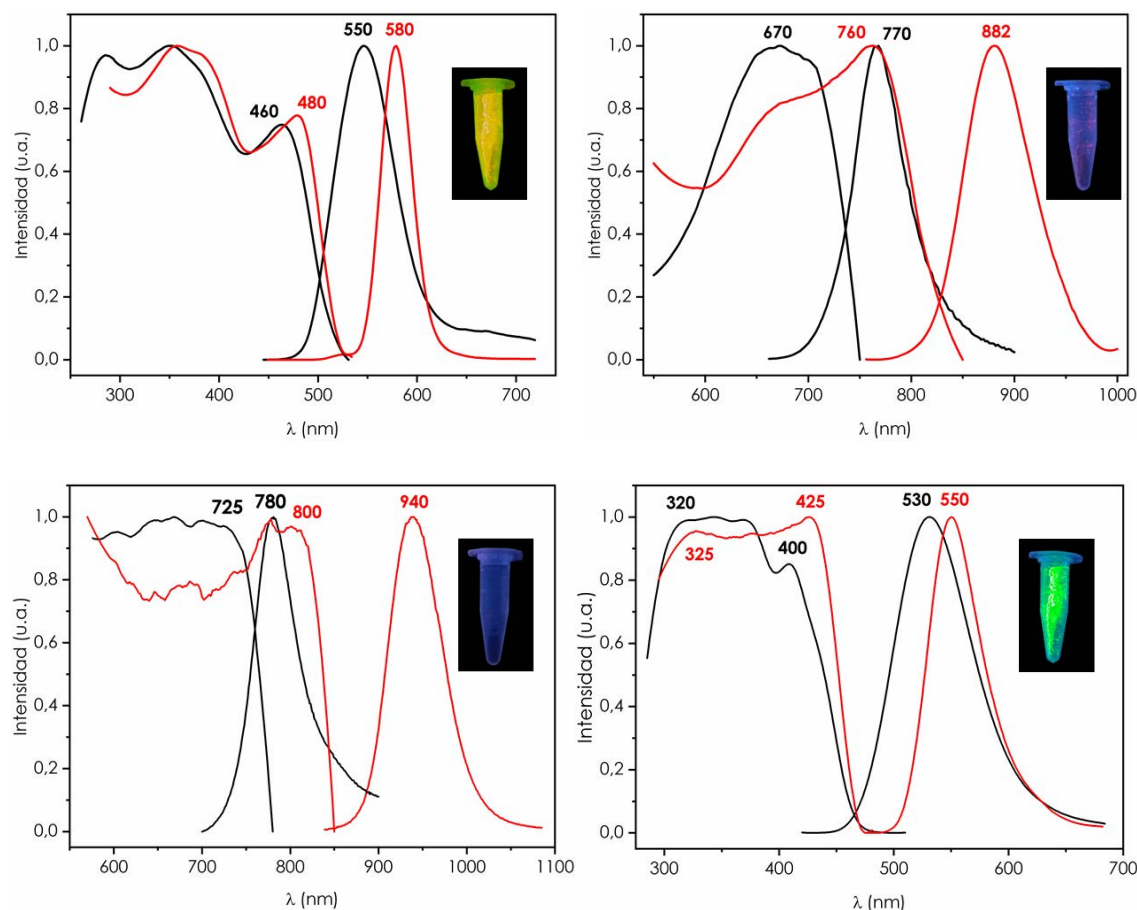 550 580
460 480
1,0
0,8
0,6
0,4
0,2
0,0
Intensidad (u.a.)
300 400 500 600 700
λ (nm)
670 760 770 882
1,0
0,8
0,6
0,4
0,2
0,0
Intensidad (u.a.)
600 700 800 900 1000
λ (nm)
725 780 800 940
1,0
0,8
0,6
0,4
0,2
0,0
Intensidad (u.a.)
600 700 800 900 1000 1100
λ (nm)
320 425 530 550
325 400
1,0
0,8
0,6
0,4
0,2
0,0
Intensidad (u.a.)
300 400 500 600 700
λ (nm)